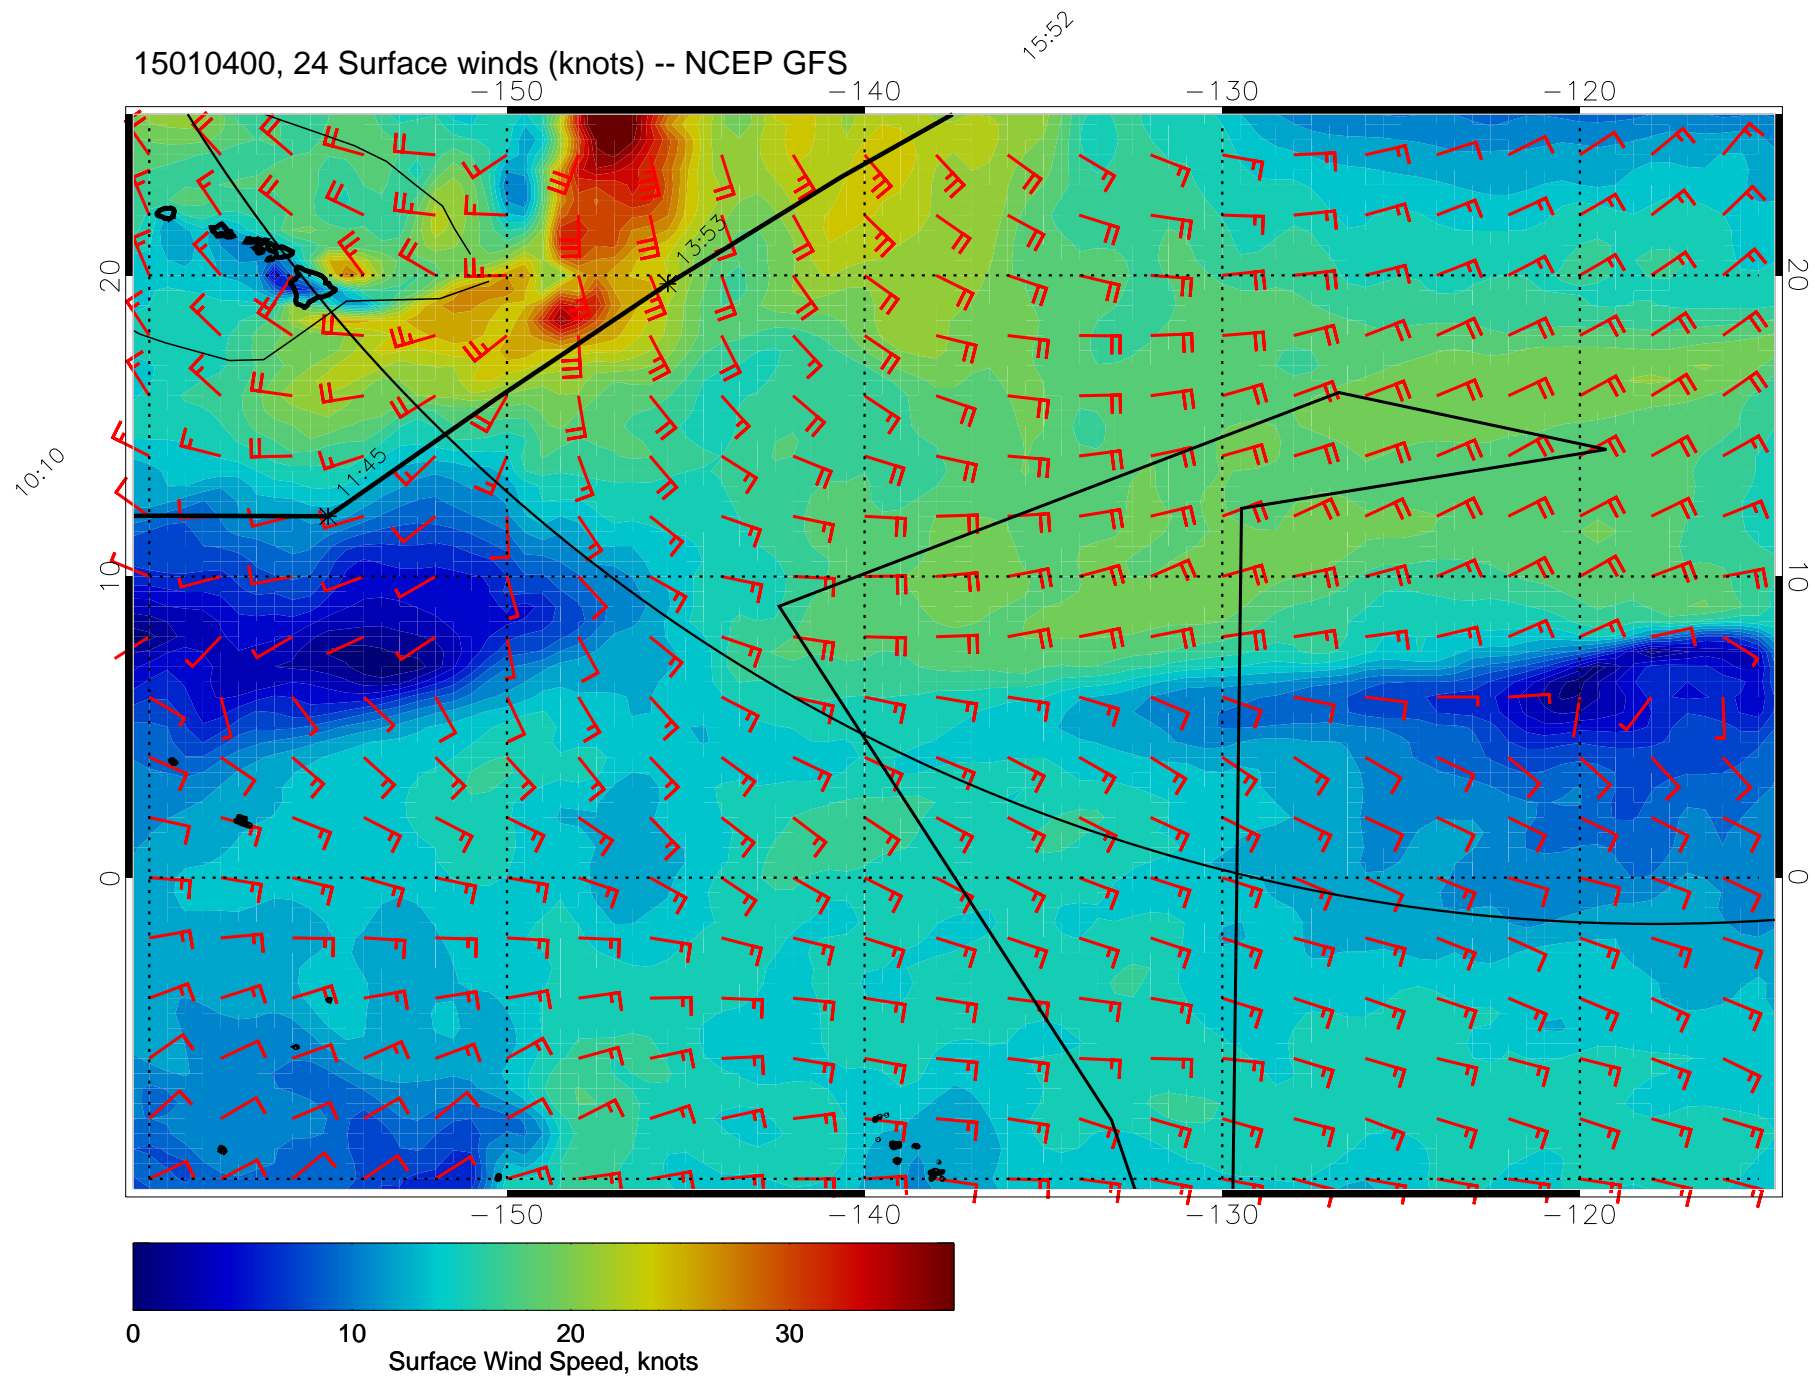 15:52
15010400, 24 Surface winds (knots) -- NCEP GFS
-150 -140 -130 -120
13:53
20 20
11:45
10:10
10 10
0 0
-150 -140 -130 -120
0 10 20 30
Surface Wind Speed, knots